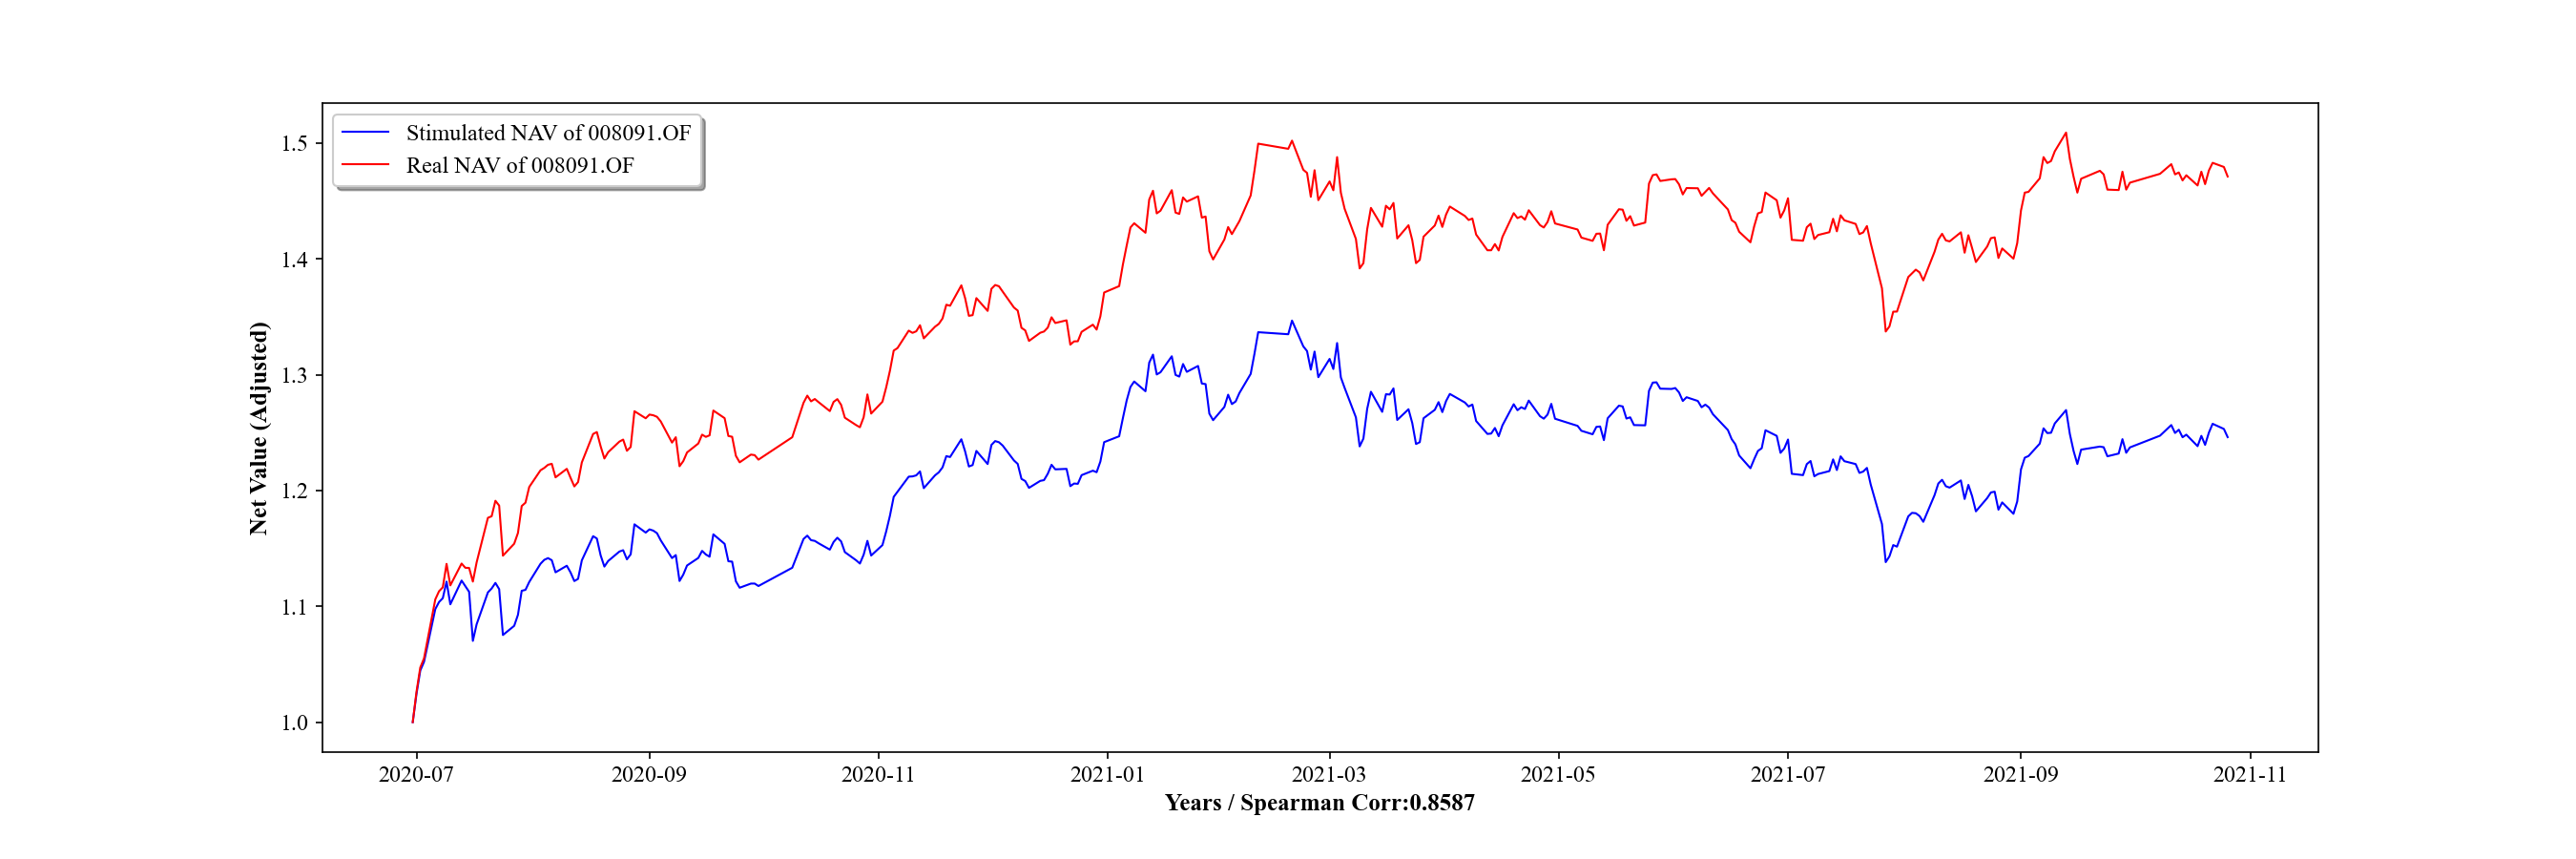 Stimulated NAV of 008091.OF
Real NAV of 008091.OF
Net Value (Adjusted)
1.5
1.4
1.3
1.2
1.1
1.0
2020-07 2020-09 2020-11 2021-01 2021-03 2021-05 2021-07 2021-09 2021-11
Years / Spearman Corr:0.8587